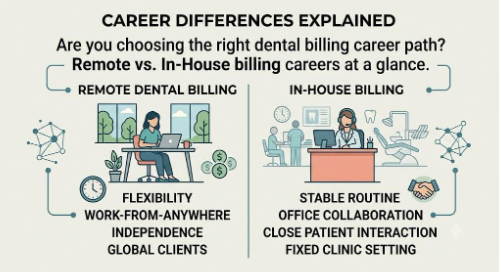 CAREER DIFFERENCES EXPLAINED
Are you choosing the right dental billing career path?
Remote vs. In-House billing careers at a glance.
REMOTE DENTAL BILLING
FLEXIBILITY
WORK-FROM-ANYWHERE
INDEPENDENCE
GLOBAL CLIENTS
IN-HOUSE BILLING
STABLE ROUTINE
OFFICE COLLABORATION
CLOSE PATIENT INTERACTION
FIXED CLINIC SETTING